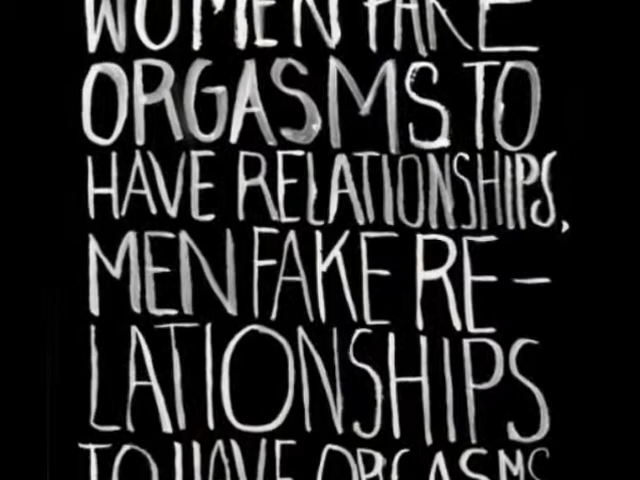 WOMEN FAKE
ORGASMS TO
HAVE RELATIONSHIPS,
MEN FAKE RE-
LATIONSHIPS
TO HAVE ORGASMS